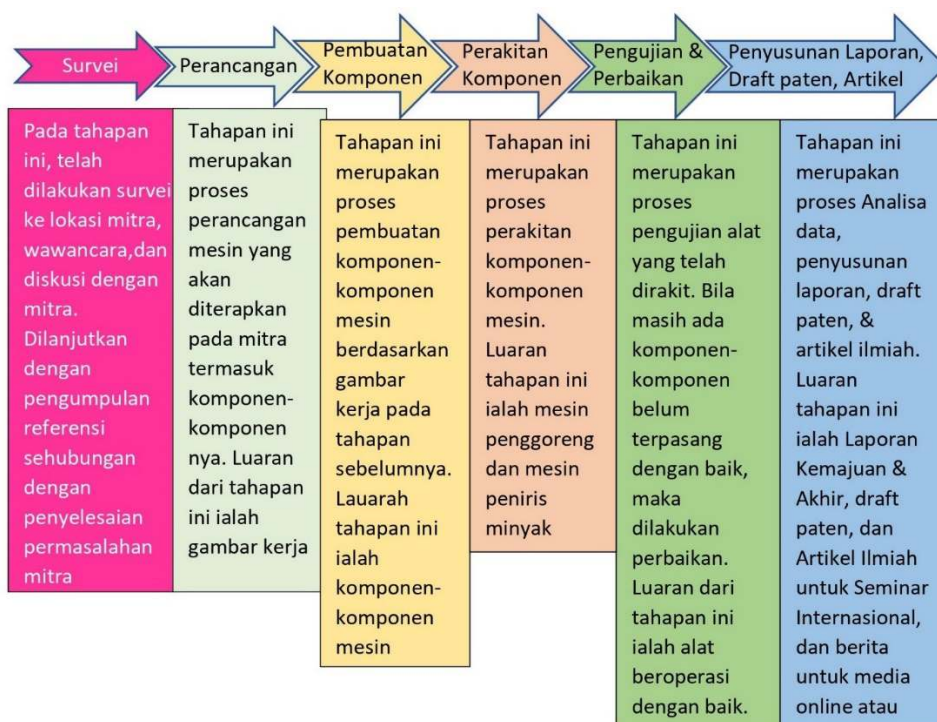 Survei
Perancangan
Pembuatan
Komponen
Perakitan
Komponen
Pengujian &
Perbaikan
Penyusunan Laporan,
Draft paten, Artikel
Pada tahapan
ini, telah
dilakukan survei
ke lokasi mitra,
wawancara,dan
diskusi dengan
mitra.
Dilanjutkan
dengan
pengumpulan
referensi
sehubungan
dengan
penyelesaian
permasalahan
mitra
Tahapan ini
merupakan
proses
perancangan
mesin yang
akan
diterapkan
pada mitra
termasuk
komponen-
komponen
nya. Luaran
dari tahapan
ini ialah
gambar kerja
Tahapan ini
merupakan
proses
pembuatan
komponen-
komponen
mesin
berdasarkan
gambar
kerja pada
tahapan
sebelumnya.
Lauarah
tahapan ini
ialah
komponen-
komponen
mesin
Tahapan ini
merupakan
proses
perakitan
komponen-
komponen
mesin.
Luaran
tahapan ini
ialah mesin
penggoreng
dan mesin
peniris
minyak
Tahapan ini
merupakan
proses
pengujian alat
yang telah
dirakit. Bila
masih ada
komponen-
komponen
belum
terpasang
dengan baik,
maka
dilakukan
perbaikan.
Luaran dari
tahapan ini
ialah alat
beroperasi
dengan baik.
Tahapan ini
merupakan
proses Analisa
data,
penyusunan
laporan, draft
paten, &
artikel ilmiah.
Luaran
tahapan ini
ialah Laporan
Kemajuan &
Akhir, draft
paten, dan
Artikel Ilmiah
untuk Seminar
Internasional,
dan berita
untuk media
online atau